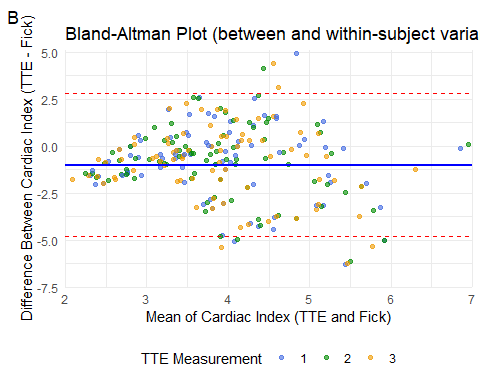 B
Bland-Altman Plot (between and within-subject varia
Difference Between Cardiac Index (TTE - Fick)
5.0
2.5
0.0
-2.5
-5.0
-7.5
2 3 4 5 6 7
Mean of Cardiac Index (TTE and Fick)
TTE Measurement 1 2 3